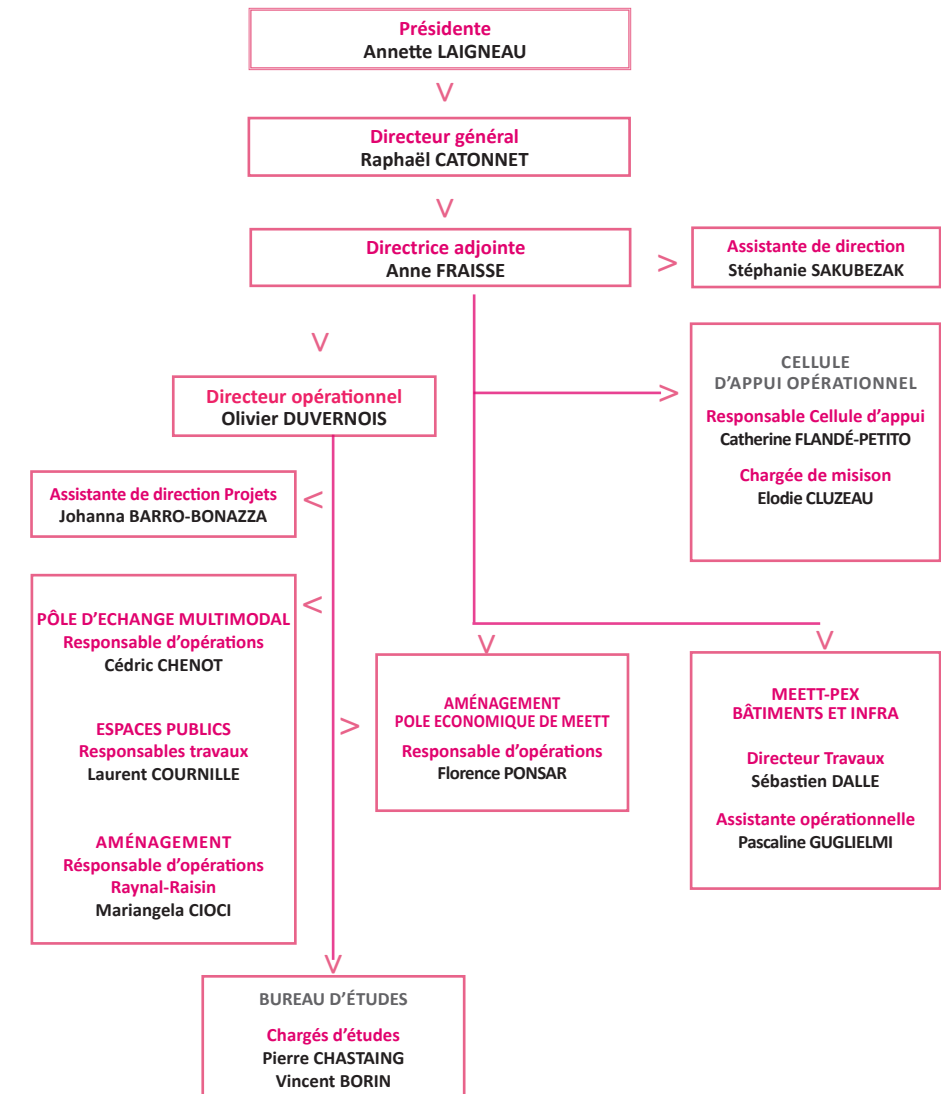 Présidente
Annette LAIGNEAU
Directeur général
Raphaël CATONNET
Directrice adjointe
Anne FRAISSE
Assistante de direction
Stéphanie SAKUBEZAK
CELLULE
D'APPUI OPÉRATIONNEL
Responsable Cellule d'appui
Catherine FLANDÉ-PETITO
Chargée de misison
Elodie CLUZEAU
Directeur opérationnel
Olivier DUVERNOIS
Assistante de direction Projets
Johanna BARRO-BONAZZA
PÔLE D'ECHANGE MULTIMODAL
Responsable d'opérations
Cédric CHENOT
ESPACES PUBLICS
Responsables travaux
Laurent COURNILLE
AMÉNAGEMENT
Résponsable d'opérations
Raynal-Raisin
Mariangela CIOCI
AMÉNAGEMENT
POLE ECONOMIQUE DE MEETT
Responsable d'opérations
Florence PONSAR
MEETT-PEX
BÂTIMENTS ET INFRA
Directeur Travaux
Sébastien DALLE
Assistante opérationnelle
Pascaline GUGLIELMI
BUREAU D'ÉTUDES
Chargés d'études
Pierre CHASTAING
Vincent BORIN